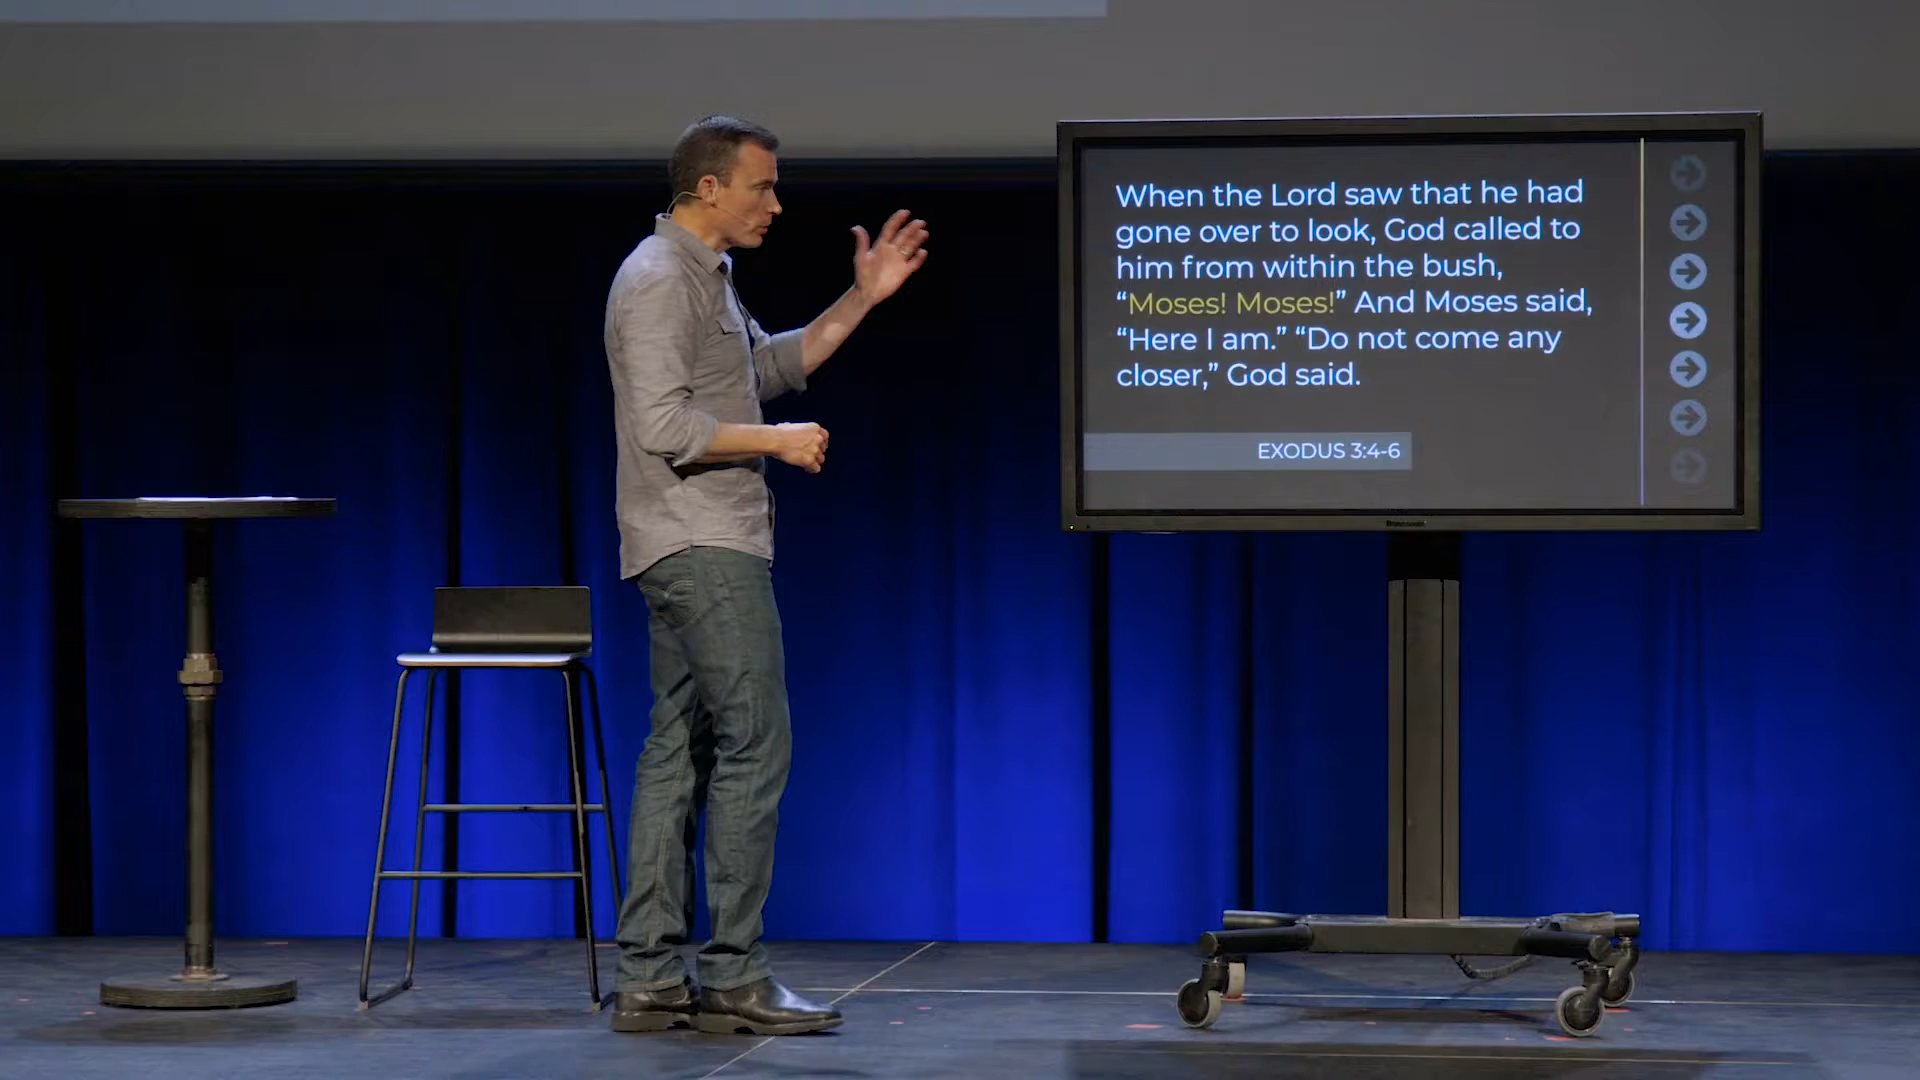 When the Lord saw that he had
gone over to look, God called to
him from within the bush,
“Moses! Moses!” And Moses said,
“Here I am.” “Do not come any
closer,” God said.
EXODUS 3:4-6